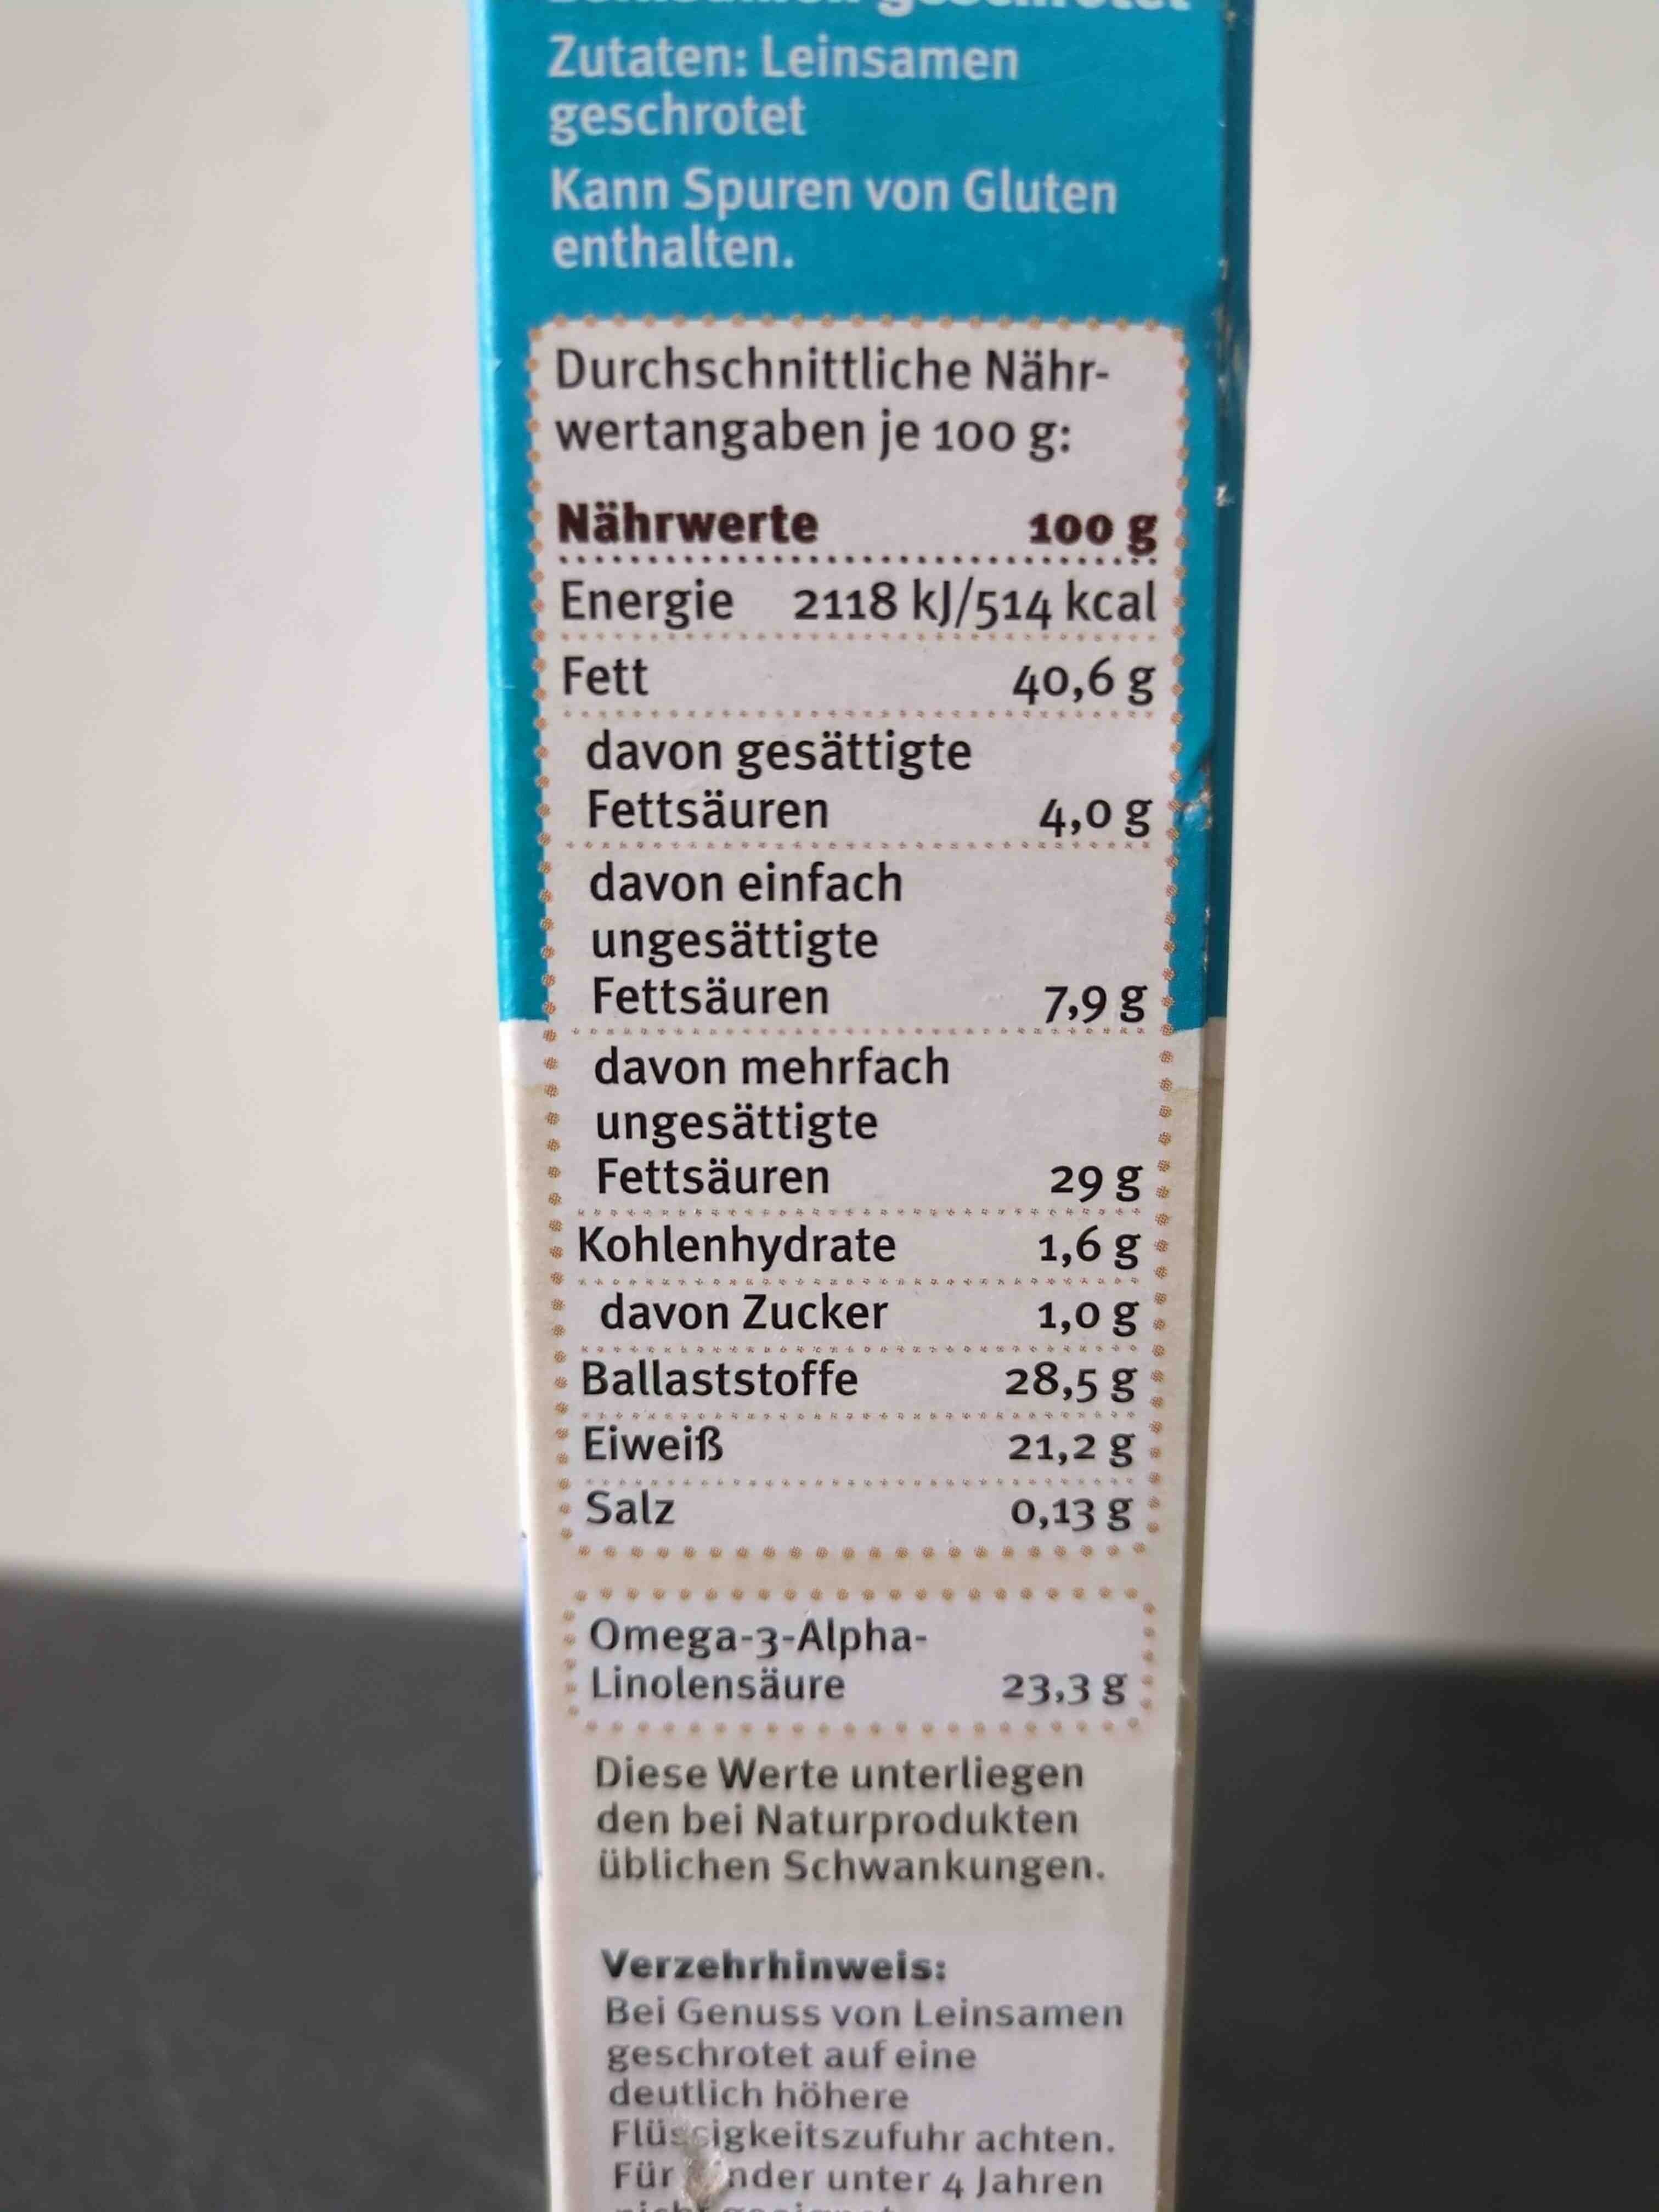 Zutaten: Leinsamen
geschrotet
Kann Spuren von Gluten
enthalten.
Durchschnittliche Nähr-
wertangaben je 100 g:
Nährwerte 100 g
Energie 2118 kJ/514 kcal
Fett 40,6 g
davon gesättigte
Fettsäuren 4,0 g
davon einfach
ungesättigte
Fettsäuren 7,9 g
davon mehrfach
ungesättigte
Fettsäuren 29 g
Kohlenhydrate 1,6 g
davon Zucker 1,0 g
Ballaststoffe 28,5 g
Eiweiß 21,2 g
Salz 0,13 g
Omega-3-Alpha-
Linolensäure 23,3 g
Diese Werte unterliegen
den bei Naturprodukten
üblichen Schwankungen.
Verzehrhinweis:
Bei Genuss von Leinsamen
geschrotet auf eine
deutlich höhere
Flüssigkeitszufuhr achten.
Für unter 4 Jahren